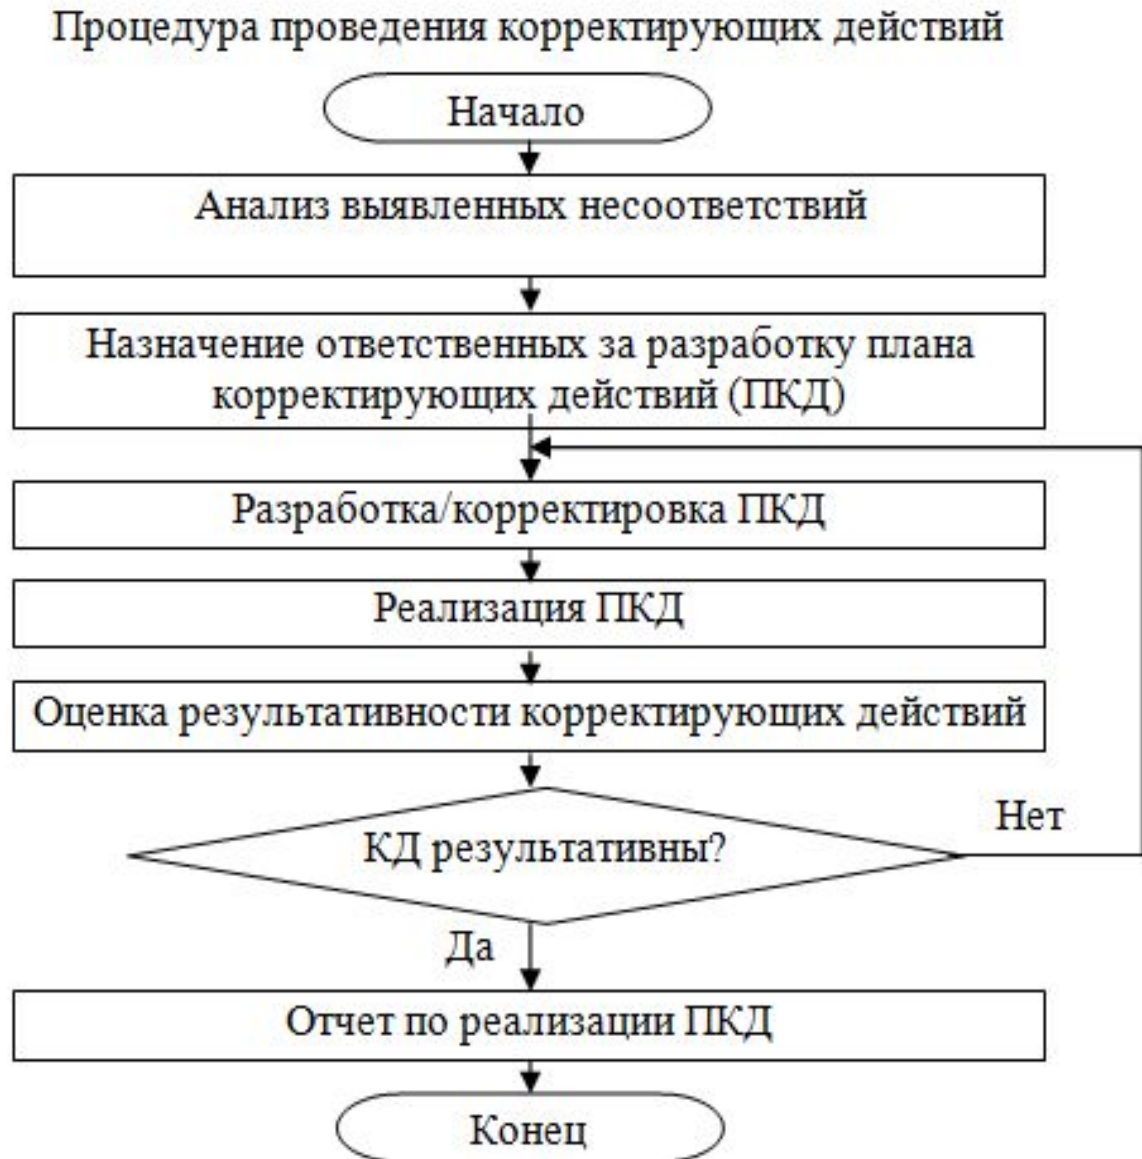 Процедура проведения корректирующих действий
Начало
Анализ выявленных несоответствий
Назначение ответственных за разработку плана
корректирующих действий (ПКД)
Разработка/корректировка ПКД
Реализация ПКД
Оценка результативности корректирующих действий
КД результативны?
Нет
Да
Отчет по реализации ПКД
Конец